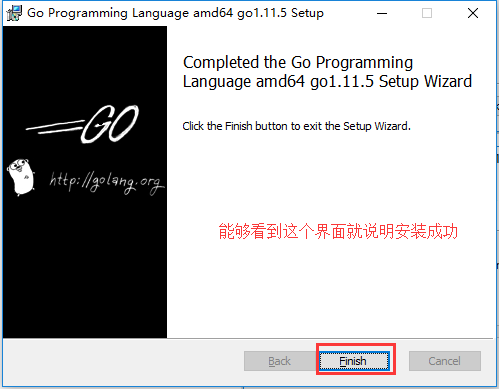 Go Programming Language amd64 go1.11.5 Setup
Completed the Go Programming
Language amd64 go1.11.5 Setup Wizard
Click the Finish button to exit the Setup Wizard.
GO
http://golang.org
能够看到这个界面就说明安装成功
Back
Finish
Cancel